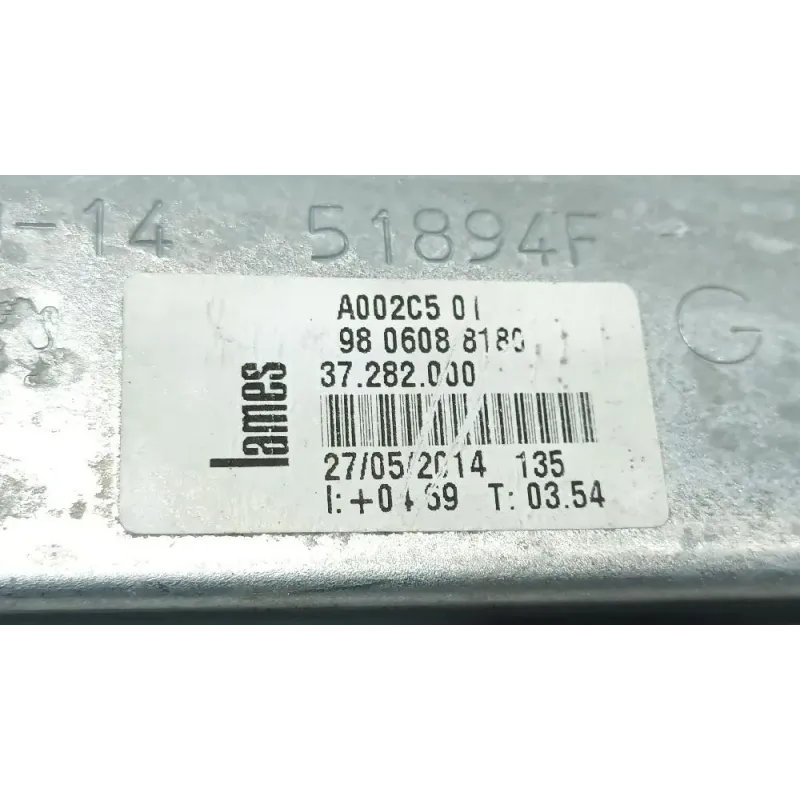 -14 51894F
G
A002C5 01
98 0608 8180
37.282.000
lames
27/05/2014 135
T: 03.54